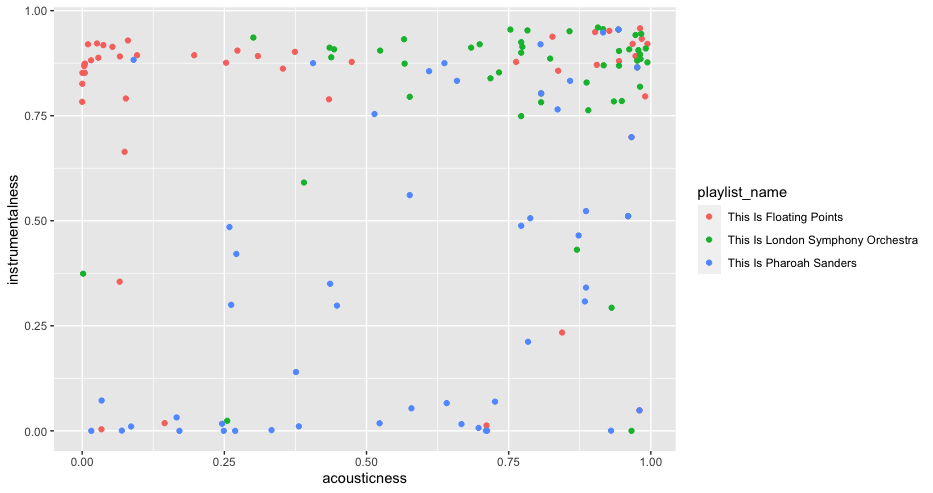 1.00
0.75
0.50
0.25
0.00
instrumentalness
0.00 0.25 0.50 0.75 1.00
acousticness
playlist_name
This Is Floating Points
This Is London Symphony Orchestra
This Is Pharoah Sanders